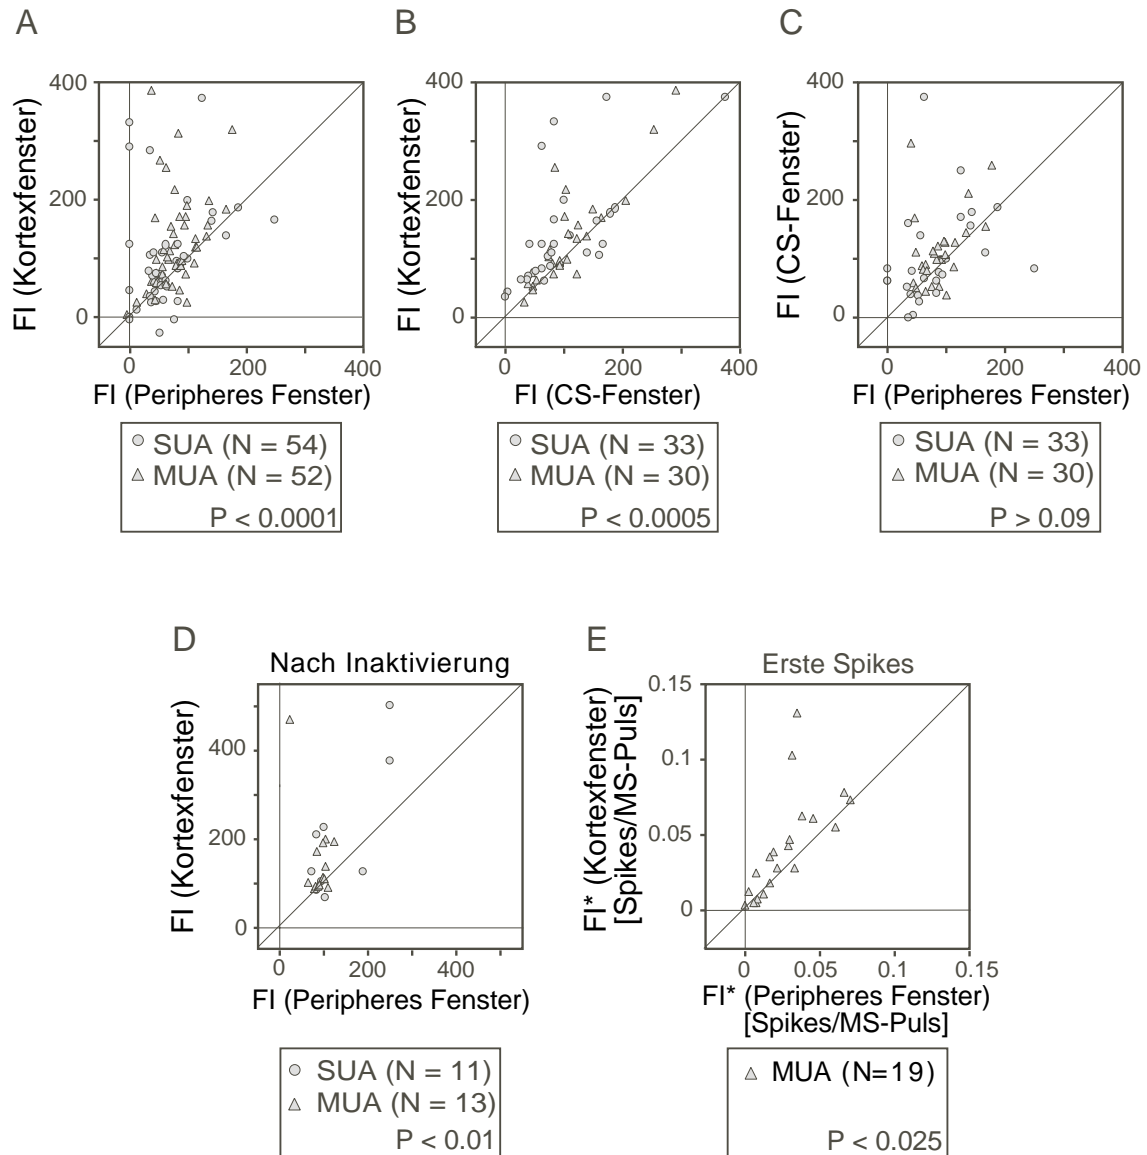 A
400
200
0
0
200
400
FI (Kortexfenster)
FI (Peripheres Fenster)
SUA (N = 54)
MUA (N = 52)
P < 0.0001
B
400
200
0
0
200
400
FI (Kortexfenster)
FI (CS-Fenster)
SUA (N = 33)
MUA (N = 30)
P < 0.0005
C
400
200
0
0
200
400
FI (CS-Fenster)
FI (Peripheres Fenster)
SUA (N = 33)
MUA (N = 30)
P > 0.09
D
Nach Inaktivierung
400
200
0
0
200
400
FI (Kortexfenster)
FI (Peripheres Fenster)
SUA (N = 11)
MUA (N = 13)
P < 0.01
E
Erste Spikes
0.15
0.1
0.05
0
0
0.05
0.1
0.15
FI* (Kortexfenster)
[Spikes/MS-Puls]
FI* (Peripheres Fenster)
[Spikes/MS-Puls]
MUA (N=19)
P < 0.025